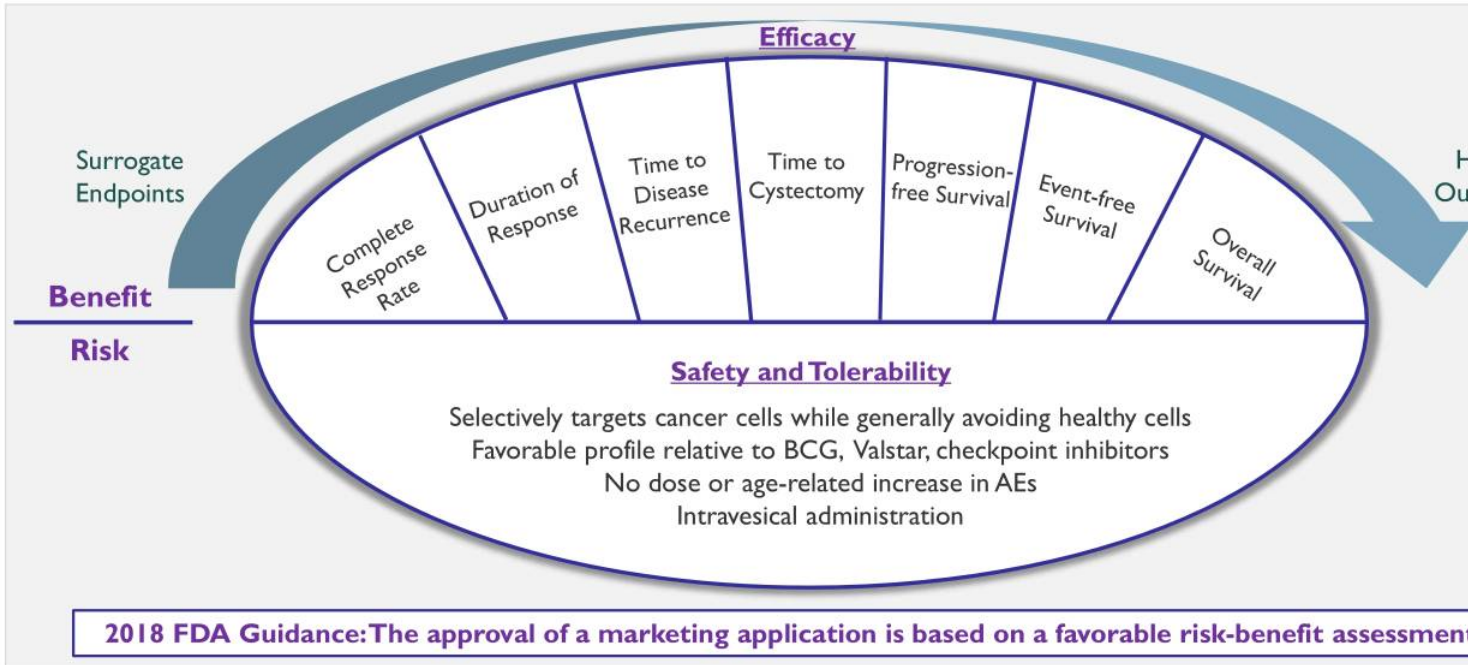 Efficacy
Surrogate
Endpoints
Complete
Response
Rate
Duration of
Response
Time to
Disease
Recurrence
Time to
Cystectomy
Progression-
free Survival
Event-free
Survival
Overall
Survival
Benefit
Risk
Safety and Tolerability
Selectively targets cancer cells while generally avoiding healthy cells
Favorable profile relative to BCG, Valstar, checkpoint inhibitors
No dose or age-related increase in AEs
Intravesical administration
2018 FDA Guidance: The approval of a marketing application is based on a favorable risk-benefit assessment